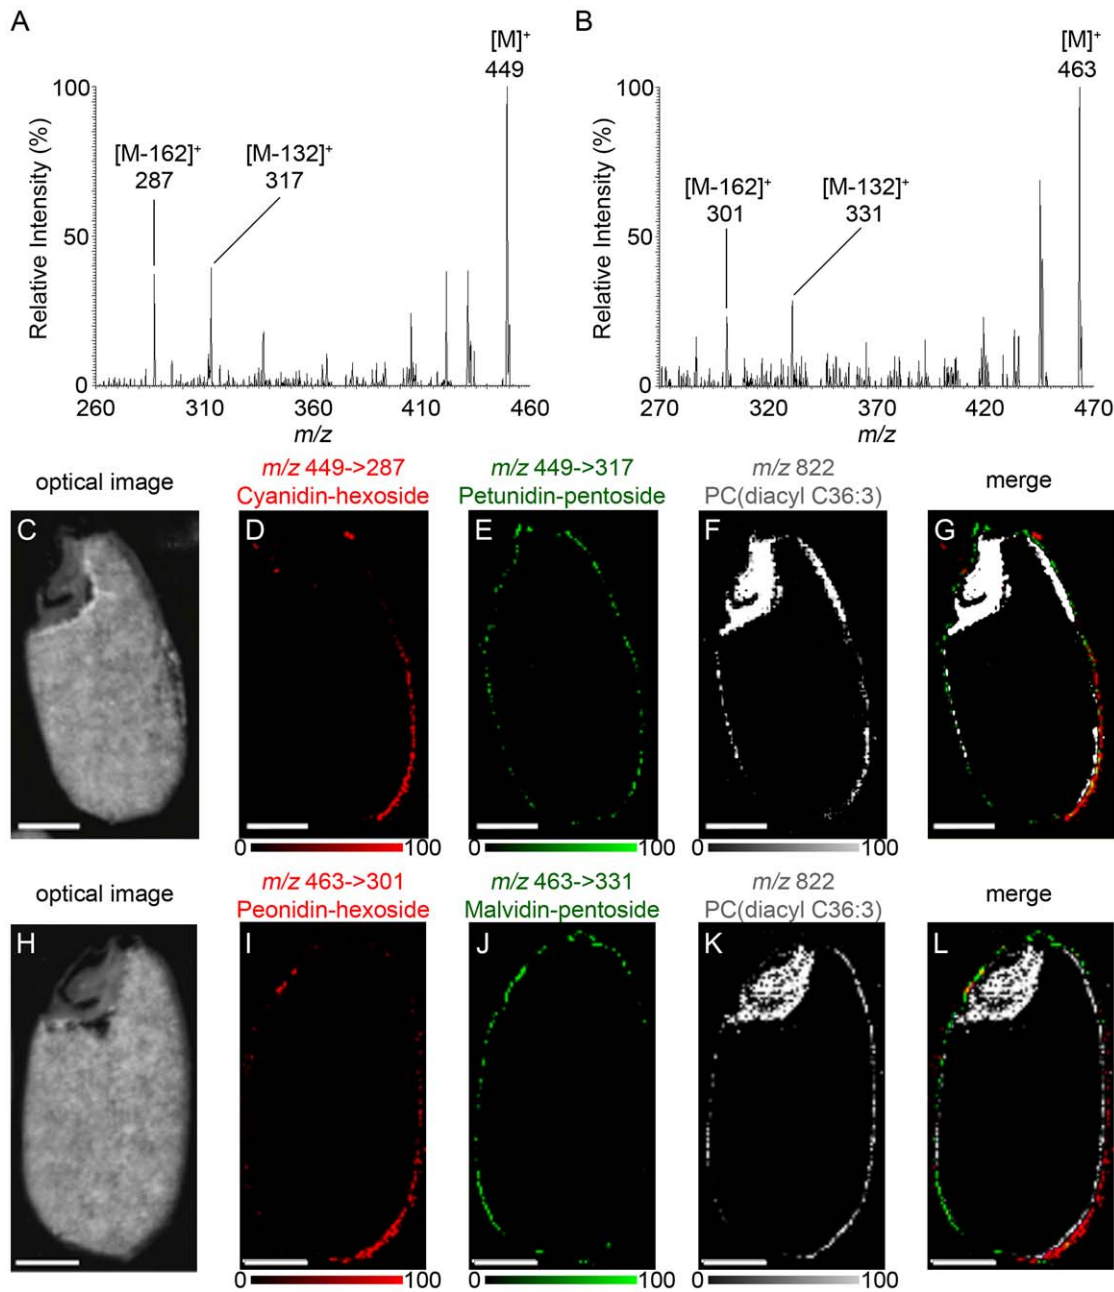 A
B
[M]⁺
449
[M]⁺
463
Relative Intensity (%)
100
50
0
[M-162]⁺
287
[M-132]⁺
317
260 310 360 410 460
m/z
Relative Intensity (%)
100
50
0
[M-162]⁺
301
[M-132]⁺
331
270 320 370 420 470
m/z
optical image
m/z 449->287
Cyanidin-hexoside
m/z 449->317
Petunidin-pentoside
m/z 822
PC(diacyl C36:3)
merge
C
D
E
F
G
0 100
0 100
0 100
optical image
m/z 463->301
Peonidin-hexoside
m/z 463->331
Malvidin-pentoside
m/z 822
PC(diacyl C36:3)
merge
H
I
J
K
L
0 100
0 100
0 100